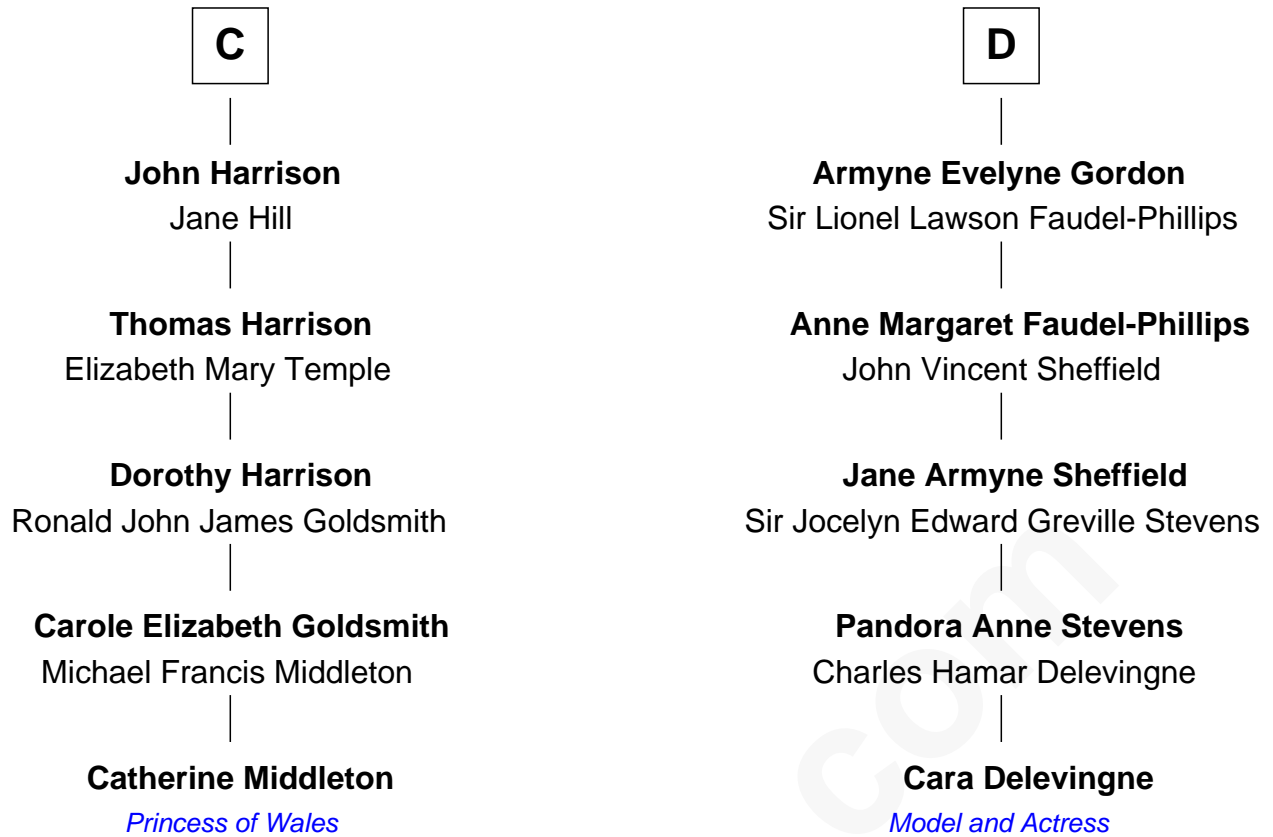 C
John Harrison
Jane Hill
Thomas Harrison
Elizabeth Mary Temple
Dorothy Harrison
Ronald John James Goldsmith
Carole Elizabeth Goldsmith
Michael Francis Middleton
Catherine Middleton
Princess of Wales
D
Armyne Evelyne Gordon
Sir Lionel Lawson Faudel-Phillips
Anne Margaret Faudel-Phillips
John Vincent Sheffield
Jane Armyne Sheffield
Sir Jocelyn Edward Greville Stevens
Pandora Anne Stevens
Charles Hamar Delevingne
Cara Delevingne
Model and Actress
com